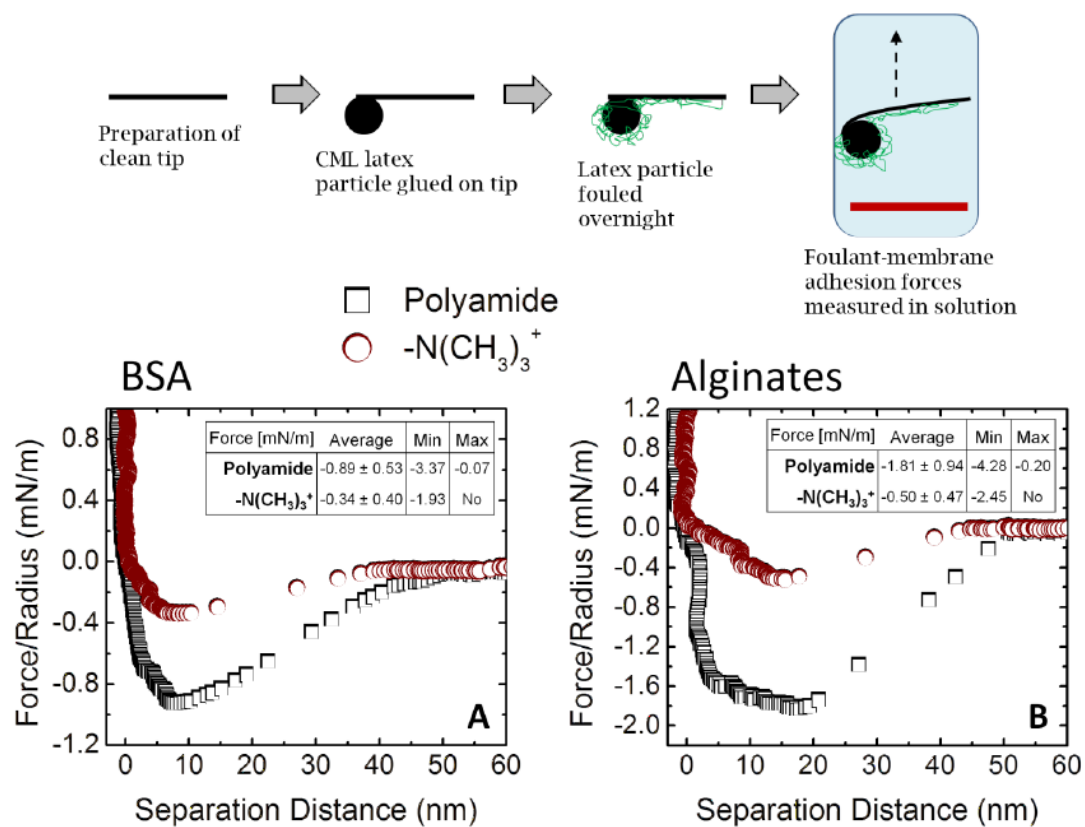 Preparation of
clean tip
CML latex
particle glued on tip
Latex particle
fouled
overnight
Foulant-membrane
adhesion forces
measured in solution
Polyamide
-N(CH₃)₃⁺
BSA
Force/Radius (mN/m)
0.8
0.4
0.0
-0.4
-0.8
-1.2
Force [mN/m] Average Min Max
Polyamide -0.89 ± 0.53 -3.37 -0.07
-N(CH₃)₃⁺ -0.34 ± 0.40 -1.93 No
A
0 10 20 30 40 50 60
Separation Distance (nm)
Alginates
Force/Radius (mN/m)
1.2
0.8
0.4
0.0
-0.4
-0.8
-1.2
-1.6
-2.0
Force [mN/m] Average Min Max
Polyamide -1.81 ± 0.94 -4.28 -0.20
-N(CH₃)₃⁺ -0.50 ± 0.47 -2.45 No
B
0 10 20 30 40 50 60
Separation Distance (nm)